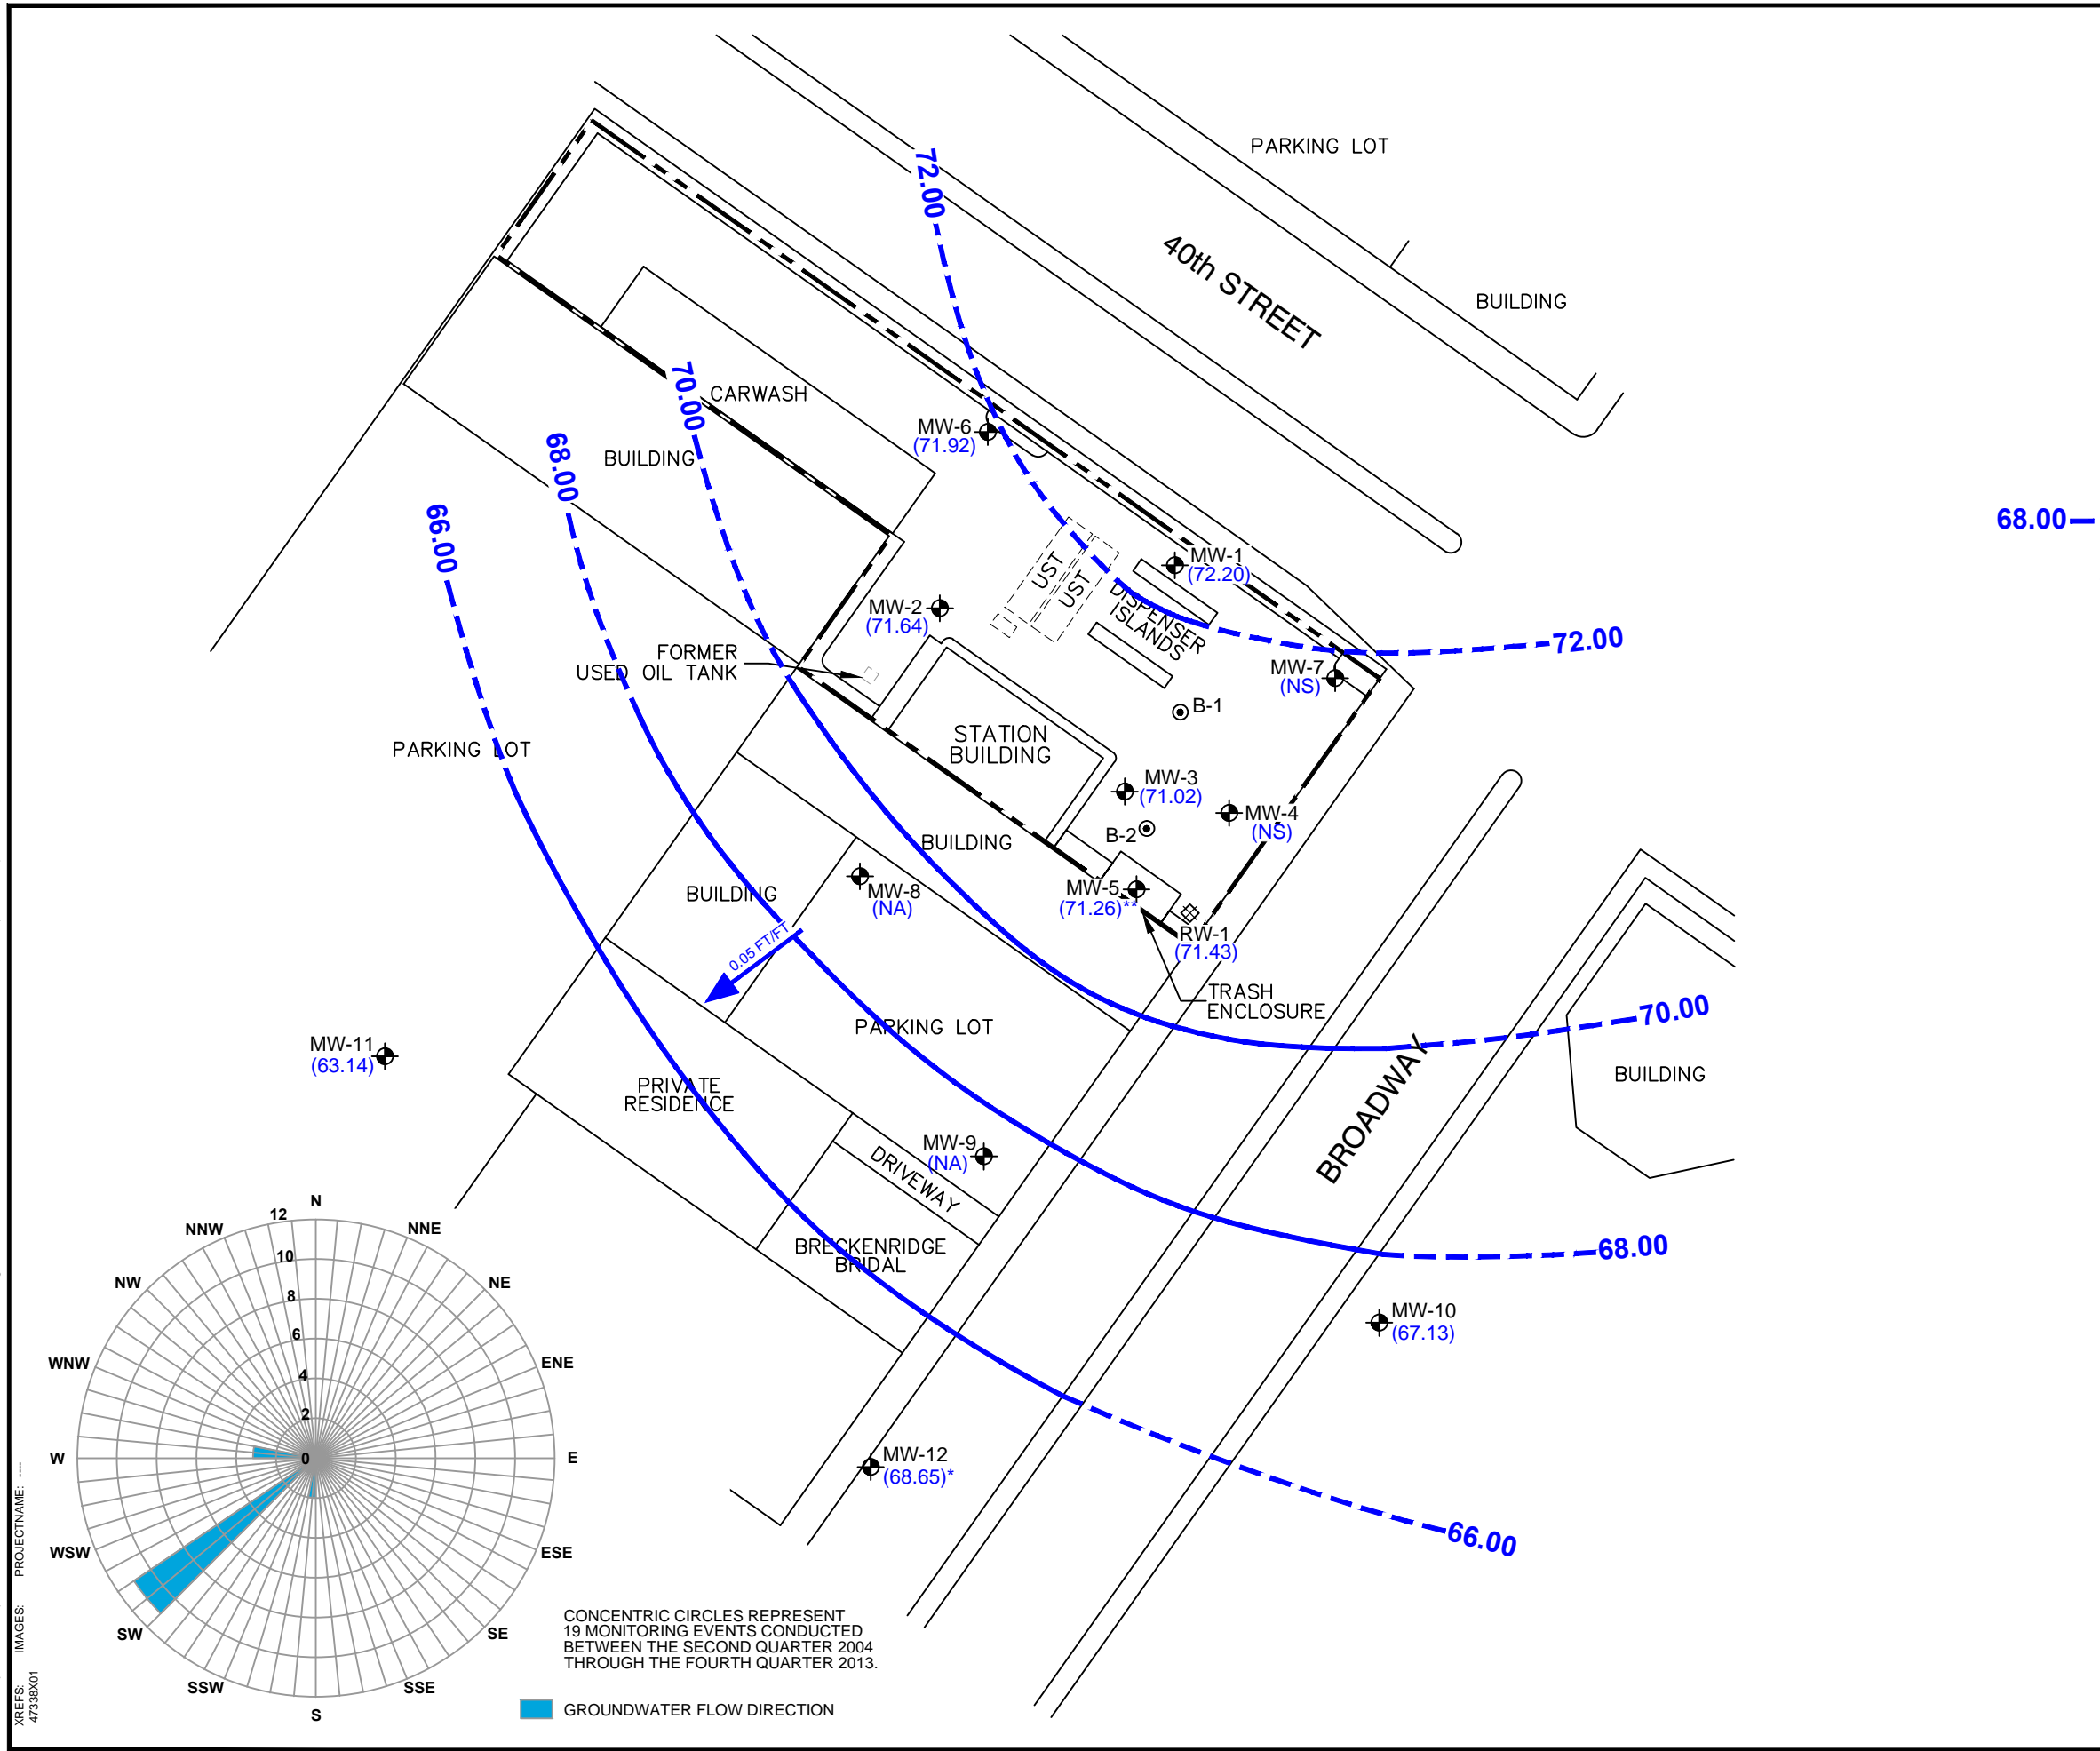 PARKING LOT
72.00
40th STREET
BUILDING
70.00
CARWASH
MW-6
(71.92)
68.00
BUILDING
66.00
68.00
UST
UST
MW-1
(72.20)
DISPENSER
ISLANDS
MW-2
(71.64)
72.00
FORMER
USED OIL TANK
MW-7
(NS)
B-1
STATION
BUILDING
PARKING LOT
MW-3
(71.02)
MW-4
(NS)
B-2
BUILDING
BUILDING
MW-8
(NA)
MW-5
(71.26)**
0.05 FT/FT
RW-1
(71.43)
TRASH
ENCLOSURE
70.00
PARKING LOT
MW-11
(63.14)
BROADWAY
BUILDING
PRIVATE
RESIDENCE
MW-9
(NA)
DRIVEWAY
BRECKENRIDGE
BRIDAL
68.00
MW-10
(67.13)
MW-12
(68.65)*
66.00
N
NNE
NE
ENE
E
ESE
SE
SSE
S
SSW
SW
WSW
W
WNW
NW
NNW
12
10
8
6
4
2
0
CONCENTRIC CIRCLES REPRESENT
19 MONITORING EVENTS CONDUCTED
BETWEEN THE SECOND QUARTER 2004
THROUGH THE FOURTH QUARTER 2013.
GROUNDWATER FLOW DIRECTION
XREFS: IMAGES: PROJECTNAME: ----
47338X01